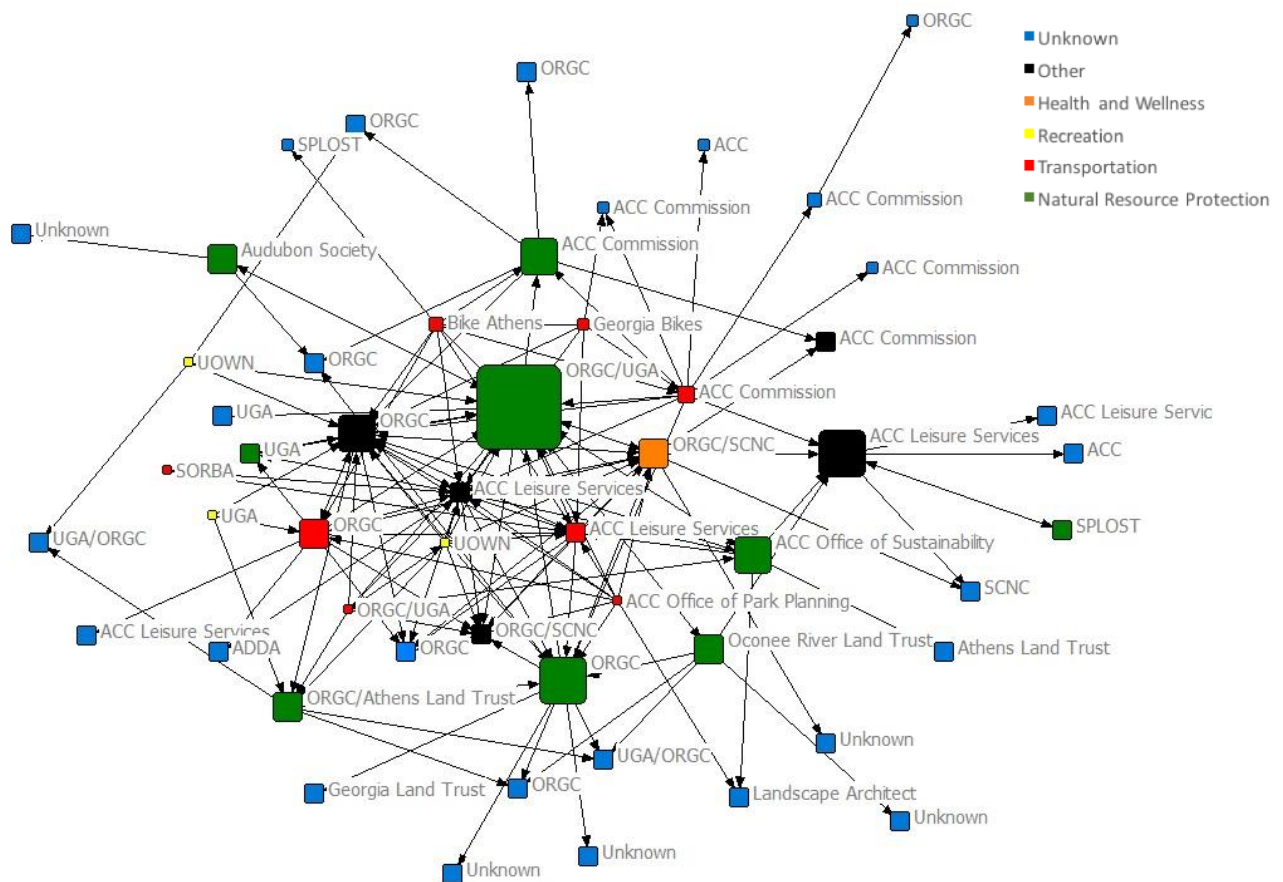 ORGC
Unknown
Other
Health and Wellness
Recreation
Transportation
Natural Resource Protection
ORGC
ORGC
SPLOST
ACC
ACC Commission
ACC Commission
Unknown
Audubon Society
ACC Commission
ACC Commission
Bike Athens
Georgia Bikes
ACC Commission
UOWN
ORGC
ORGC/UGA
ACC Commission
UGA
ORGC
ACC Leisure Servic
UGA
ORGC/SCNC
ACC Leisure Services
ACC
SORBA
ACC Leisure Services
UGA
ORGC
ACC Leisure Services
SPLOST
UGA/ORGC
UOWN
ACC Office of Sustainability
SCNC
ORGC/UGA
ACC Office of Park Planning
ACC Leisure Services
ADDA
ORGC
ORGC/SCNC
Oconee River Land Trust
Athens Land Trust
ORGC
ORGC/Athens Land Trust
Unknown
UGA/ORGC
Georgia Land Trust
ORGC
Landscape Architect
Unknown
Unknown
Unknown